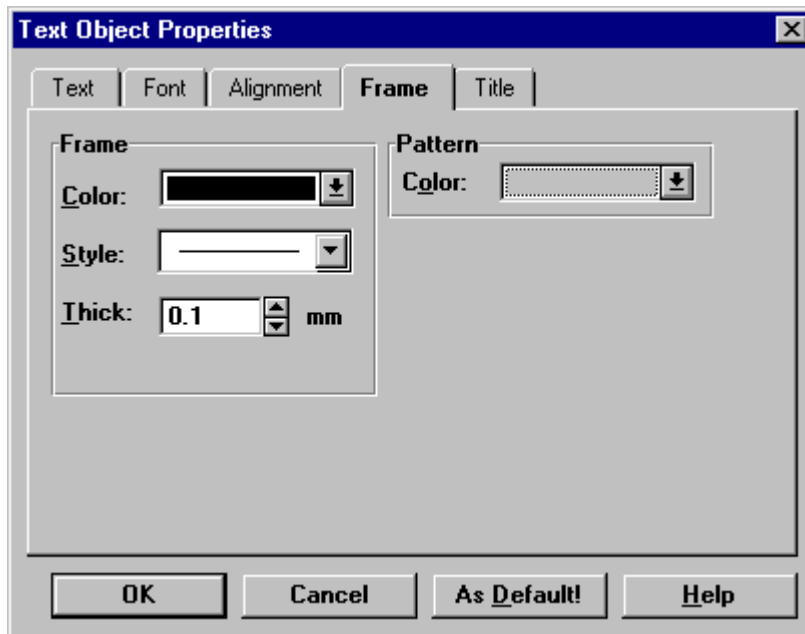 Text Object Properties
Text Font Alignment Frame Title
Frame
Color:
Style:
Thick: 0.1 mm
Pattern
Color:
OK Cancel As Default! Help